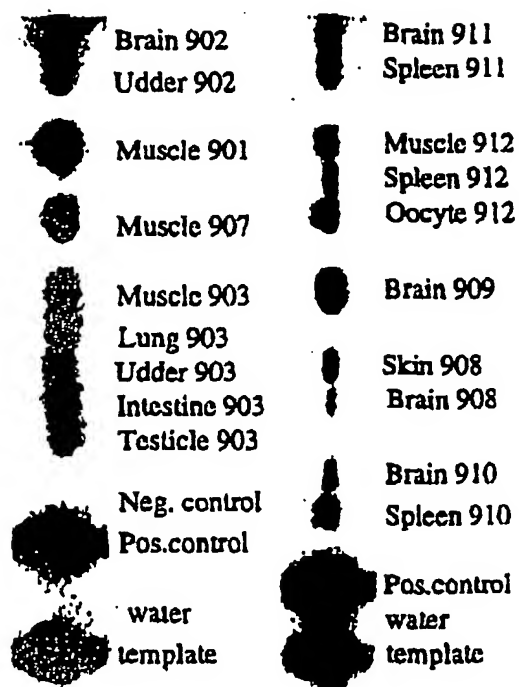 Brain 902
Udder 902
Muscle 901
Muscle 907
Muscle 903
Lung 903
Udder 903
Intestine 903
Testicle 903
Neg. control
Pos.control
water
template
Brain 911
Spleen 911
Muscle 912
Spleen 912
Oocyte 912
Brain 909
Skin 908
Brain 908
Brain 910
Spleen 910
Pos.control
water
template